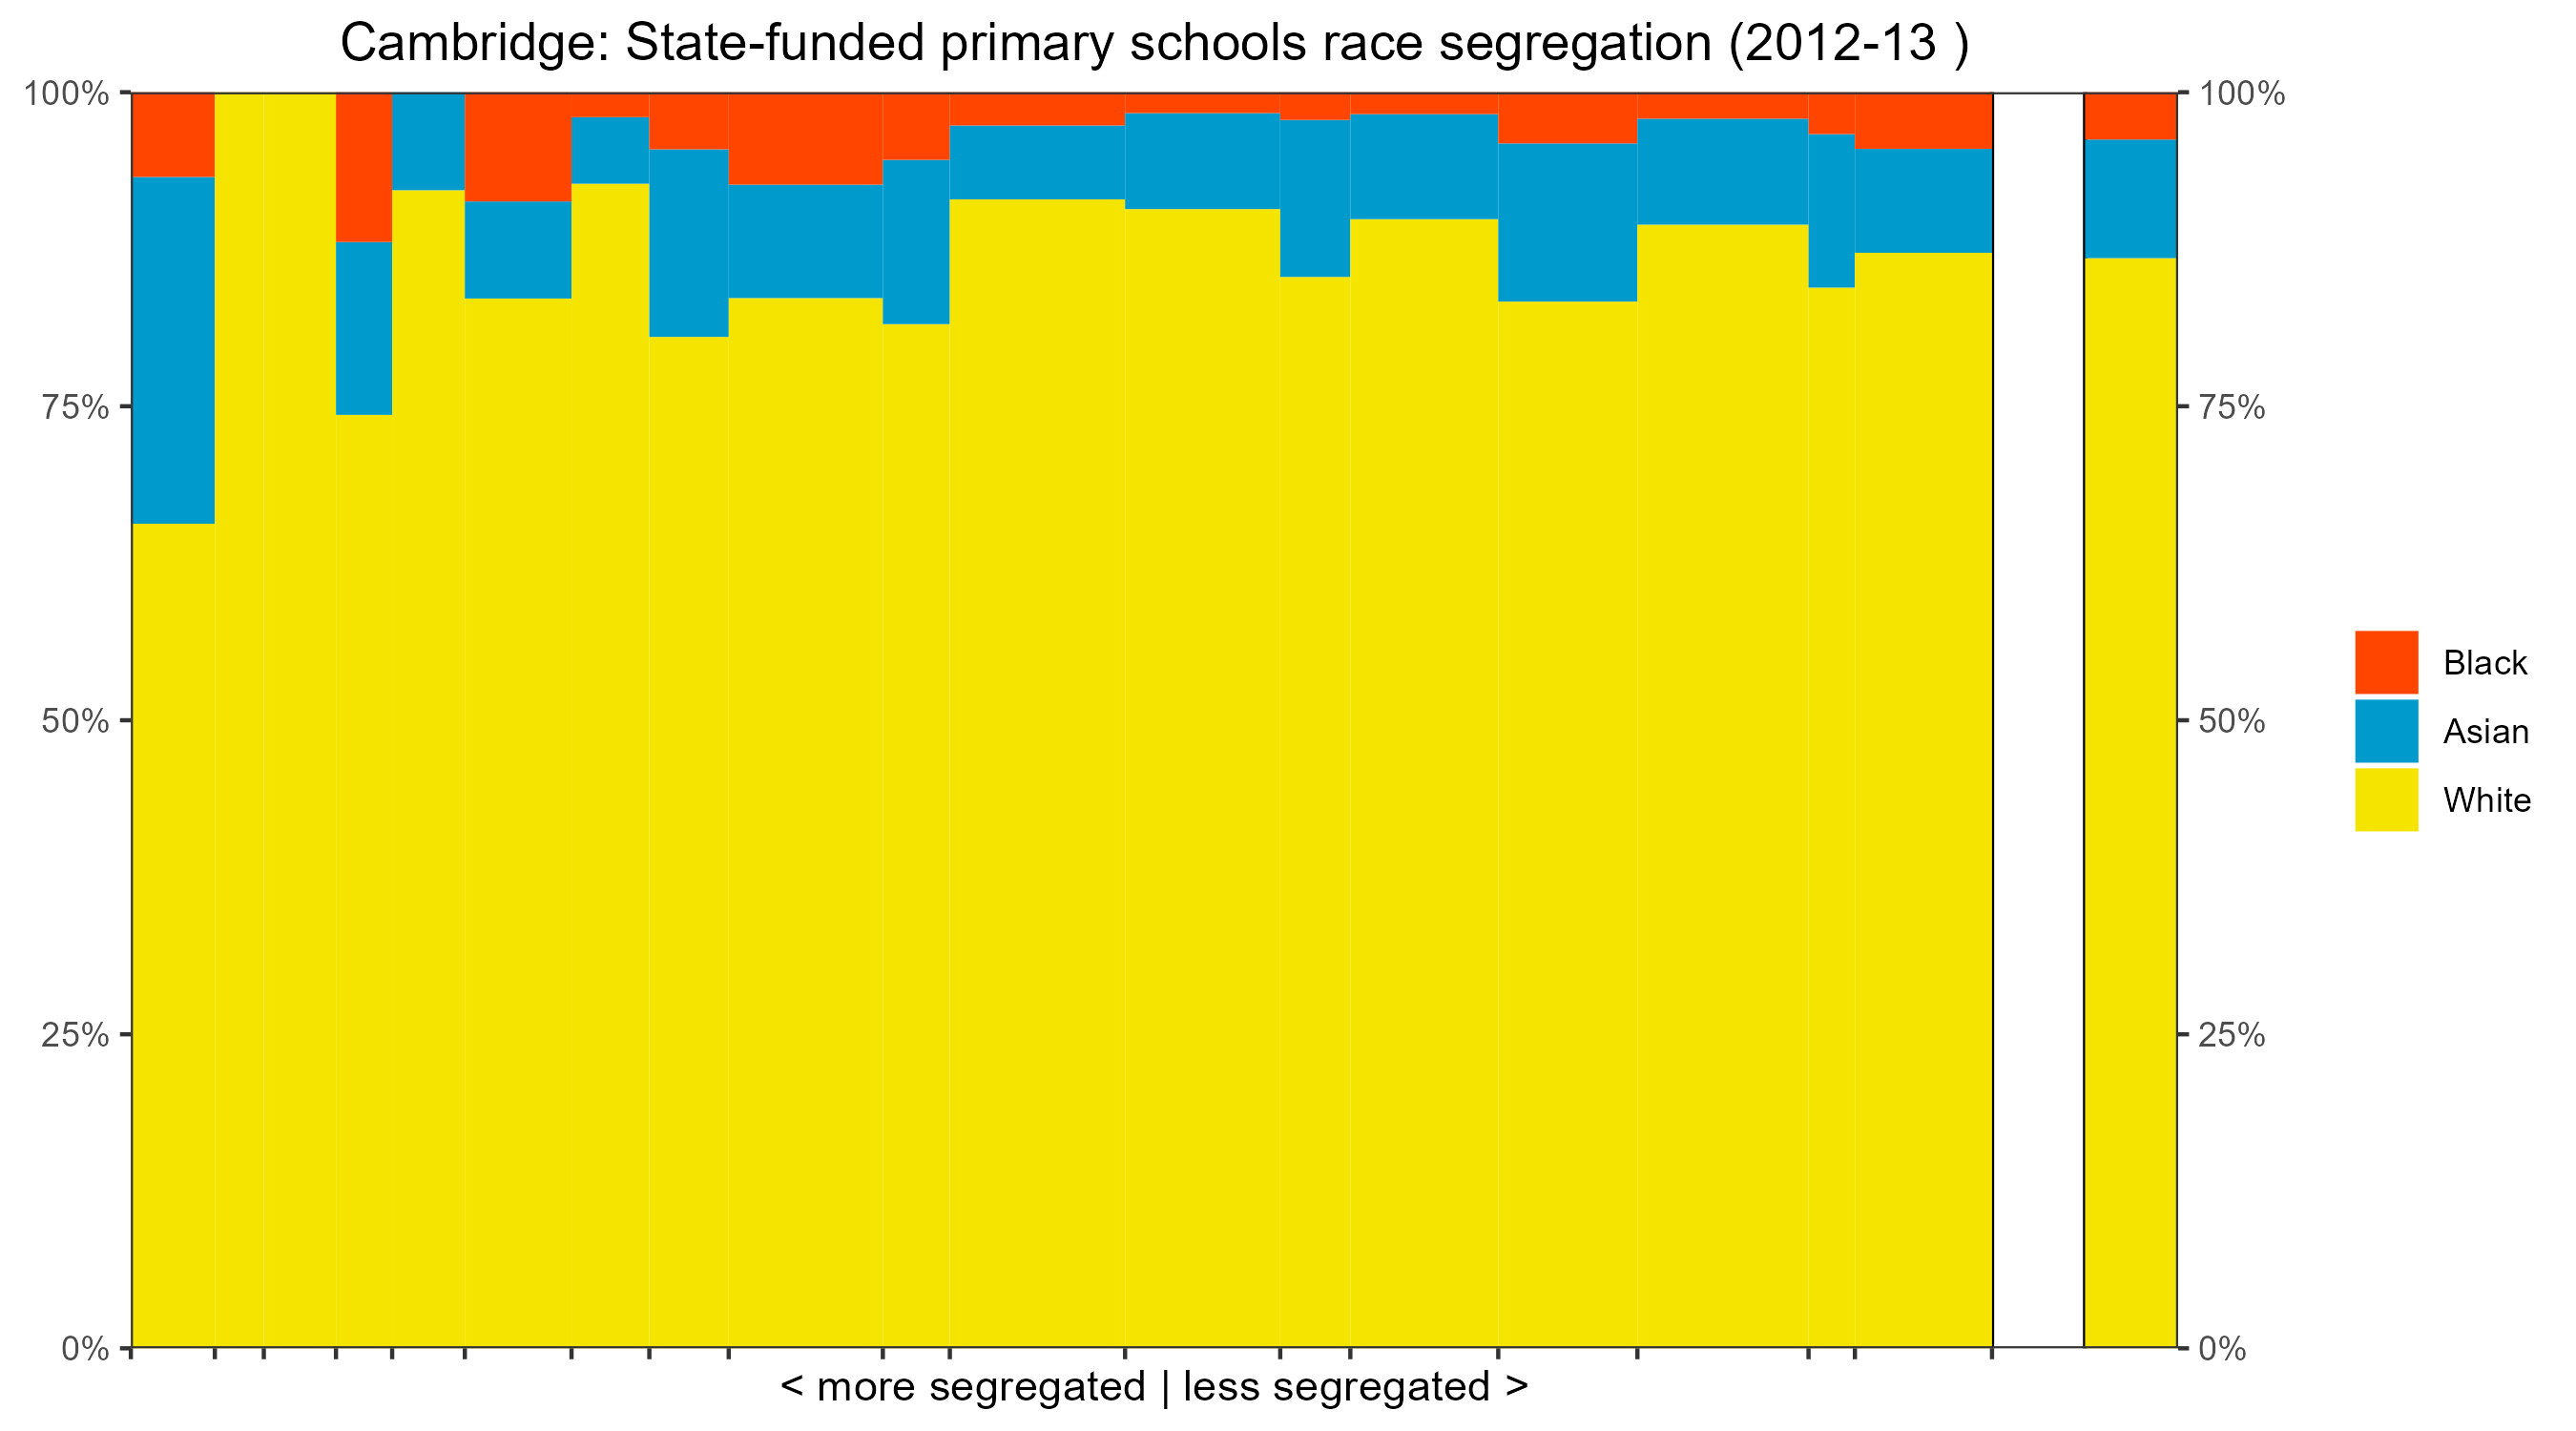 Cambridge: State-funded primary schools race segregation (2012-13 )
100%
75%
50%
25%
0%
100%
75%
50%
25%
0%
Black
Asian
White
< more segregated | less segregated >